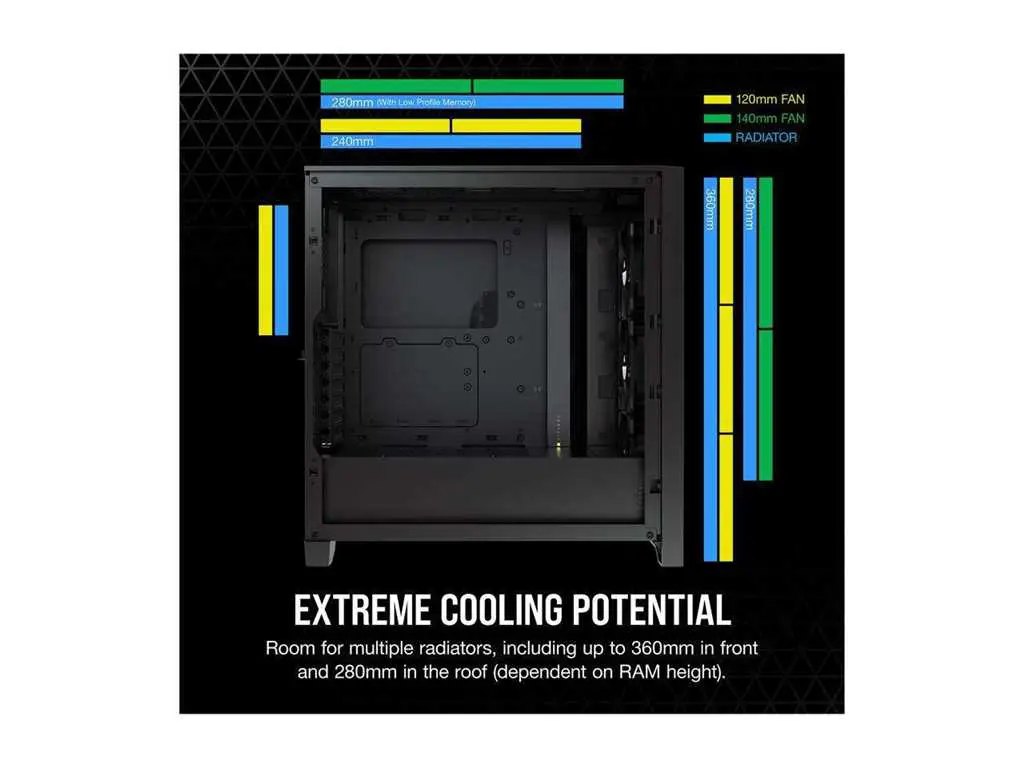 280mm (With Low Profile Memory)
240mm
120mm FAN
140mm FAN
RADIATOR
360mm
280mm
EXTREME COOLING POTENTIAL
Room for multiple radiators, including up to 360mm in front
and 280mm in the roof (dependent on RAM height).